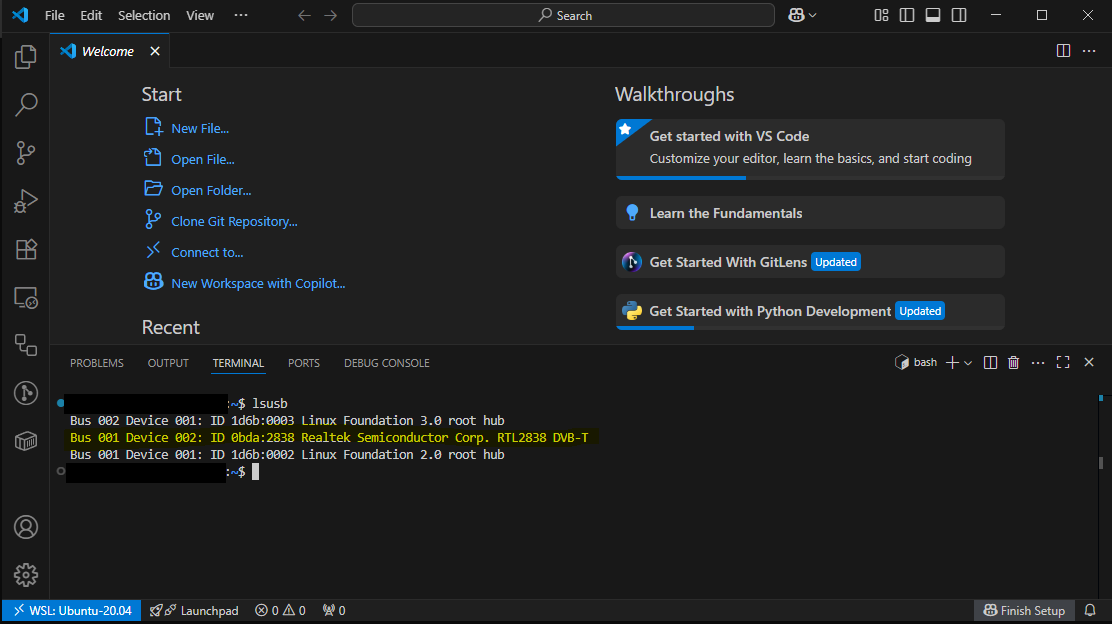 File Edit Selection View ··· Search
Welcome
Start
New File...
Open File...
Open Folder...
Clone Git Repository...
Connect to...
New Workspace with Copilot...
Recent
Walkthroughs
Get started with VS Code
Customize your editor, learn the basics, and start coding
Learn the Fundamentals
Get Started With GitLens Updated
Get Started with Python Development Updated
PROBLEMS OUTPUT TERMINAL PORTS DEBUG CONSOLE bash
:~$ lsusb
Bus 002 Device 001: ID 1d6b:0003 Linux Foundation 3.0 root hub
Bus 001 Device 002: ID 0bda:2838 Realtek Semiconductor Corp. RTL2838 DVB-T
Bus 001 Device 001: ID 1d6b:0002 Linux Foundation 2.0 root hub
:~$
WSL: Ubuntu-20.04 Launchpad 0 0 0 Finish Setup